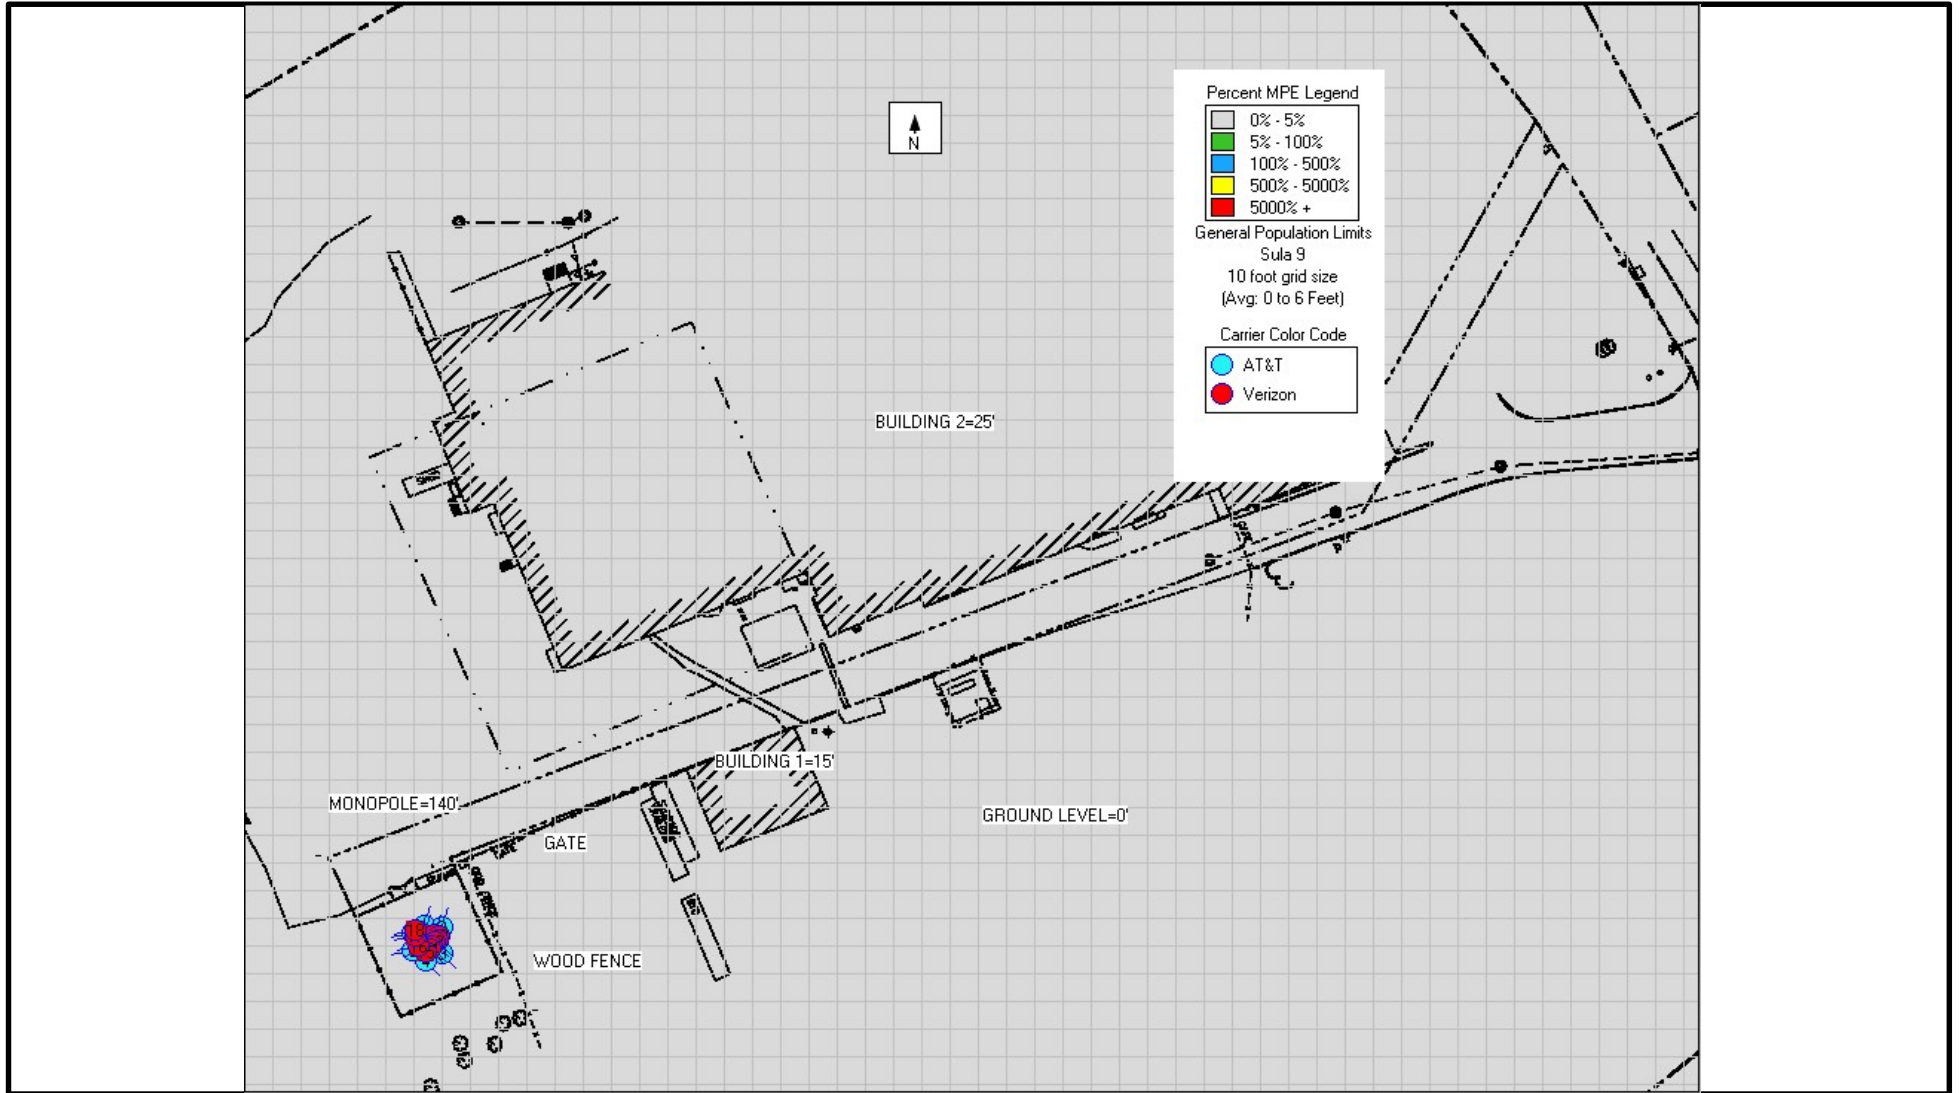 Percent MPE Legend
0% - 5%
5% - 100%
100% - 500%
500% - 5000%
5000% +
General Population Limits
Sula 9
10 foot grid size
(Avg: 0 to 6 Feet)
Carrier Color Code
AT&T
Verizon
N
BUILDING 2=25'
BUILDING 1=15'
MONOPOLE=140'
GROUND LEVEL=0'
GATE
18
WOOD FENCE